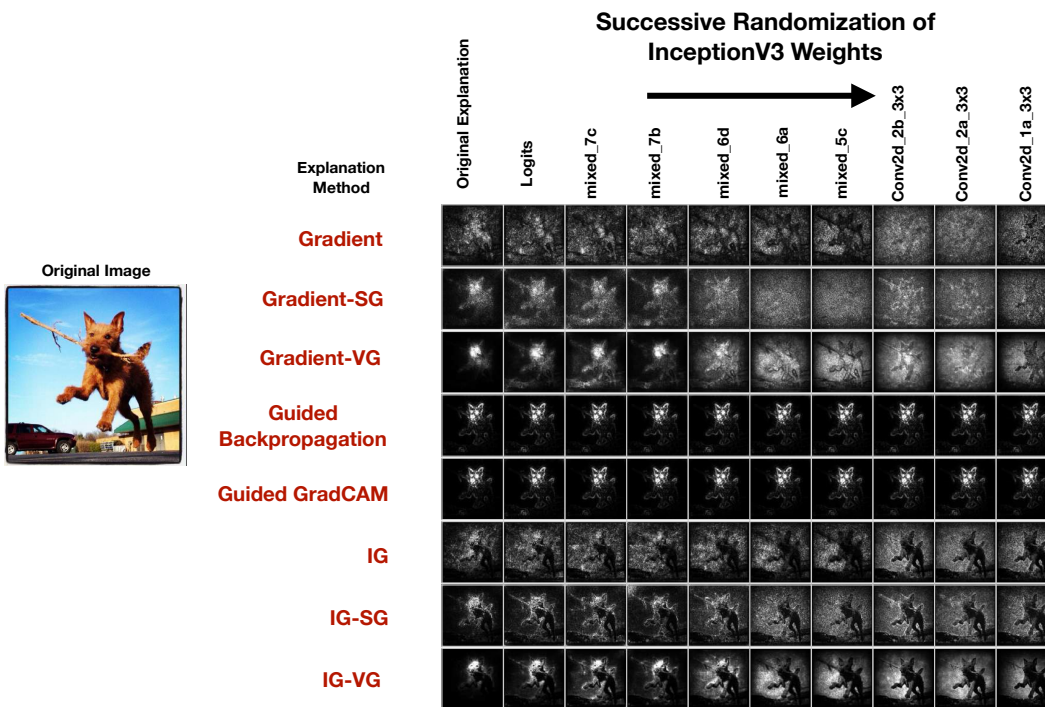 Successive Randomization of
InceptionV3 Weights
Original Explanation
Logits
mixed_7c
mixed_7b
mixed_6d
mixed_6a
mixed_5c
Conv2d_2b_3x3
Conv2d_2a_3x3
Conv2d_1a_3x3
Explanation
Method
Original Image
Gradient
Gradient-SG
Gradient-VG
Guided
Backpropagation
Guided GradCAM
IG
IG-SG
IG-VG